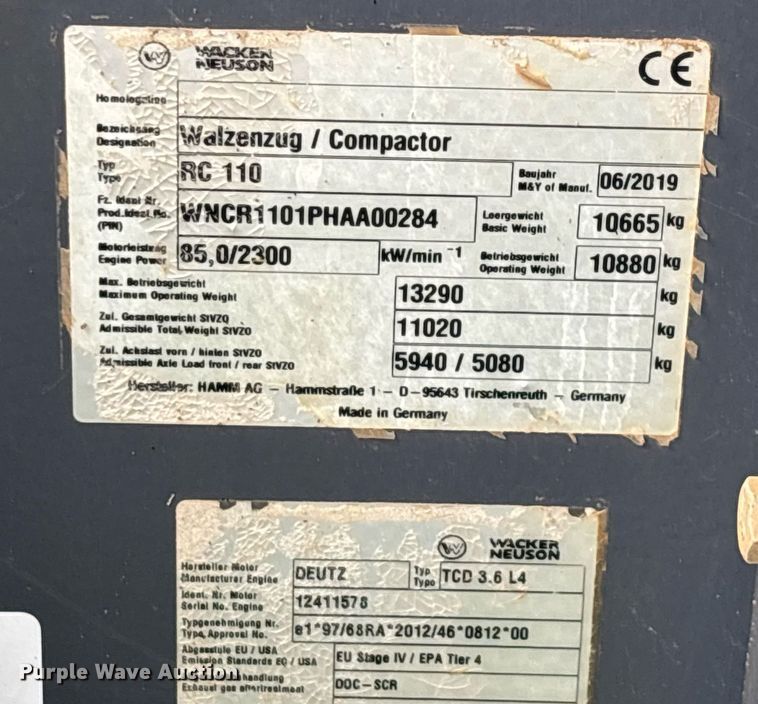 WACKER
NEUSON
CE
Homologation
Bezeichnung
Designation
Walzenzug / Compactor
Typ
Type
RC 110
Baujahr
M&Y of Manuf.
06/2019
Fz. Ident Nr.
Prod.Ident.No.
(PIN)
WNCR1101PHAA00284
Leergewicht
Basic Weight
10665 kg
Motorleistung
Engine Power
85,0/2300
kW/min -1
Betriebsgewicht
Operating Weight
10880 kg
Max. Betriebsgewicht
Maximum Operating Weight
13290 kg
Zul. Gesamtgewicht StVZO
Admissible Total Weight StVZO
11020 kg
Zul. Achslast vorn / hinten StVZO
Admissible Axle Load front / rear StVZO
5940 / 5080 kg
Hersteller: HAMM AG – Hammstraße 1 – D–95643 Tirschenreuth – Germany
Made in Germany
WACKER
NEUSON
Hersteller Motor
Manufacturer Engine
DEUTZ
Typ
Type
TCD 3.6 L4
Ident. Nr. Motor
Serial No. Engine
12411578
Typgenehmigung Nr.
Type Approval No.
e1*97/68RA*2012/46*0812*00
Abgasstufe EU / USA
Emission Standards EG / USA
EU Stage IV / EPA Tier 4
Exhaust gas aftertreatment
DOC–SCR
Purple Wave Auction